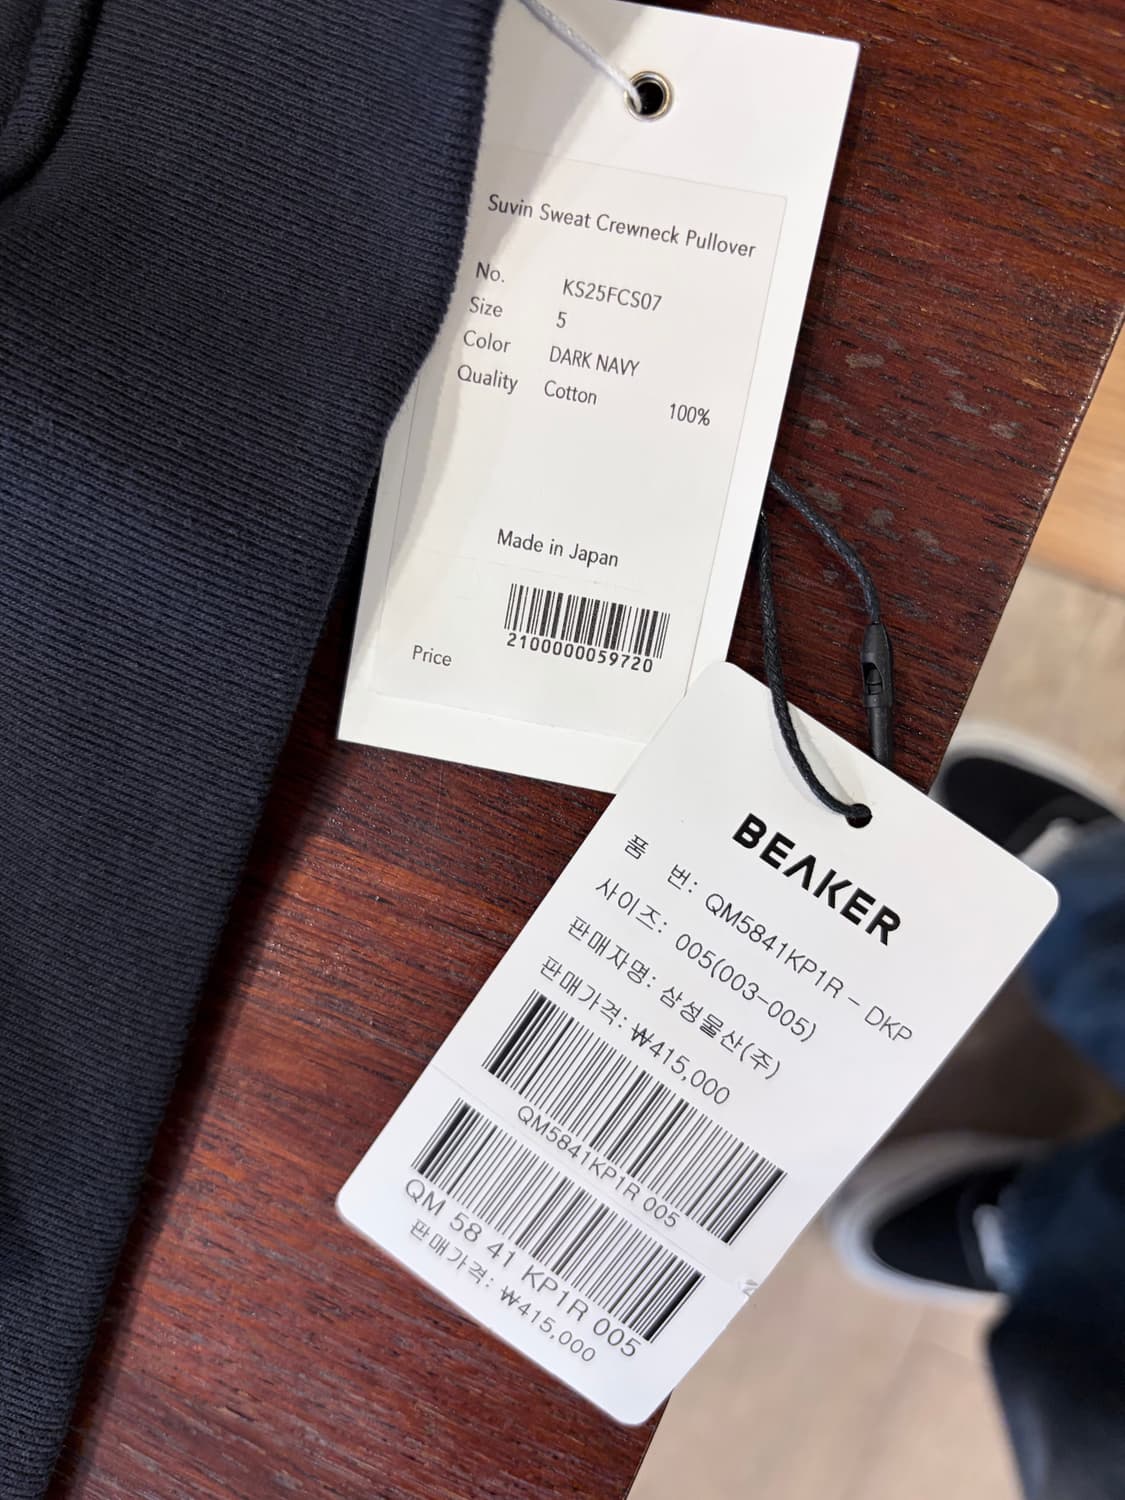 Suvin Sweat Crewneck Pullover
No. KS25FCS07
Size 5
Color DARK NAVY
Quality Cotton 100%
Made in Japan
2100000059720
Price
BEAKER
품 번: QM5841KP1R - DKP
사이즈: 005(003-005)
판매자명: 삼성물산(주)
판매가격: ₩415,000
QM5841KP1R 005
QM 58 41 KP1R 005
판매가격: ₩415,000